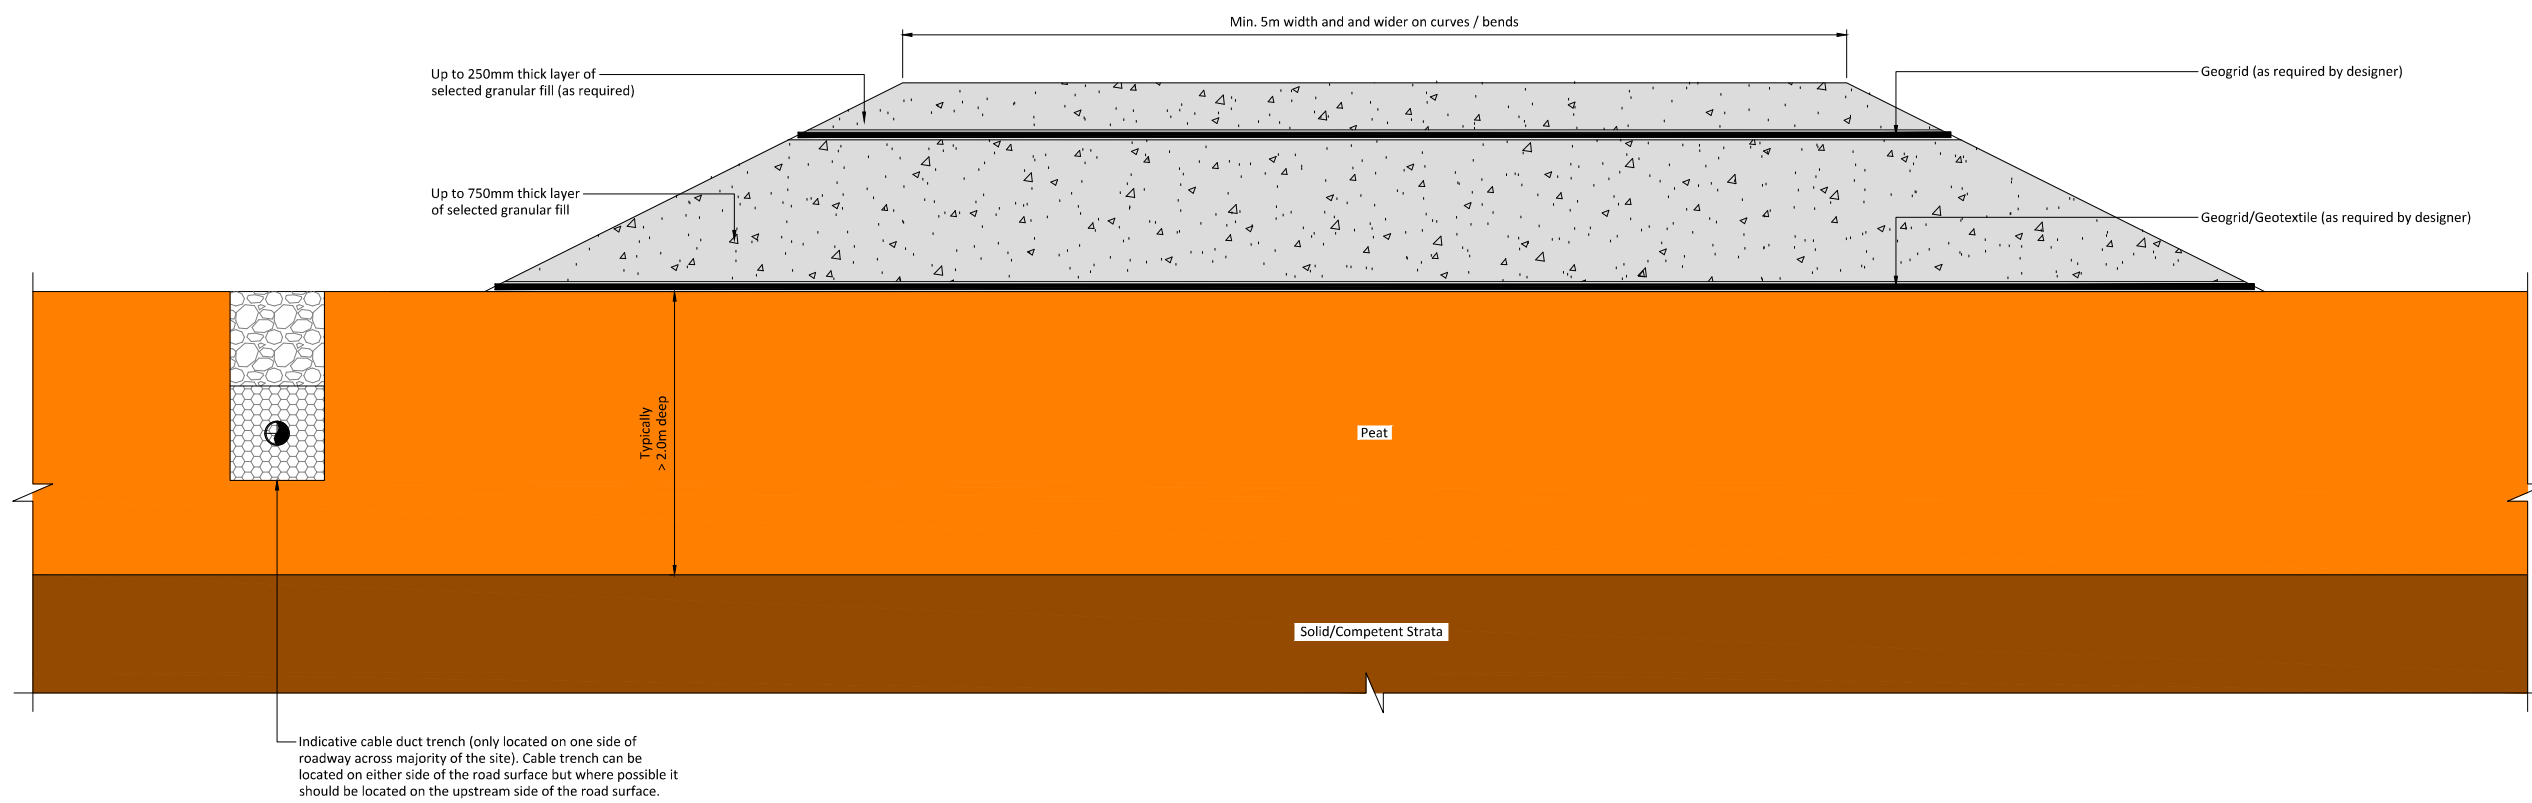 Min. 5m width and and wider on curves / bends
Up to 250mm thick layer of
selected granular fill (as required)
Geogrid (as required by designer)
Up to 750mm thick layer
of selected granular fill
Geogrid/Geotextile (as required by designer)
Typically
> 2.0m deep
Peat
Solid/Competent Strata
Indicative cable duct trench (only located on one side of
roadway across majority of the site). Cable trench can be
located on either side of the road surface but where possible it
should be located on the upstream side of the road surface.